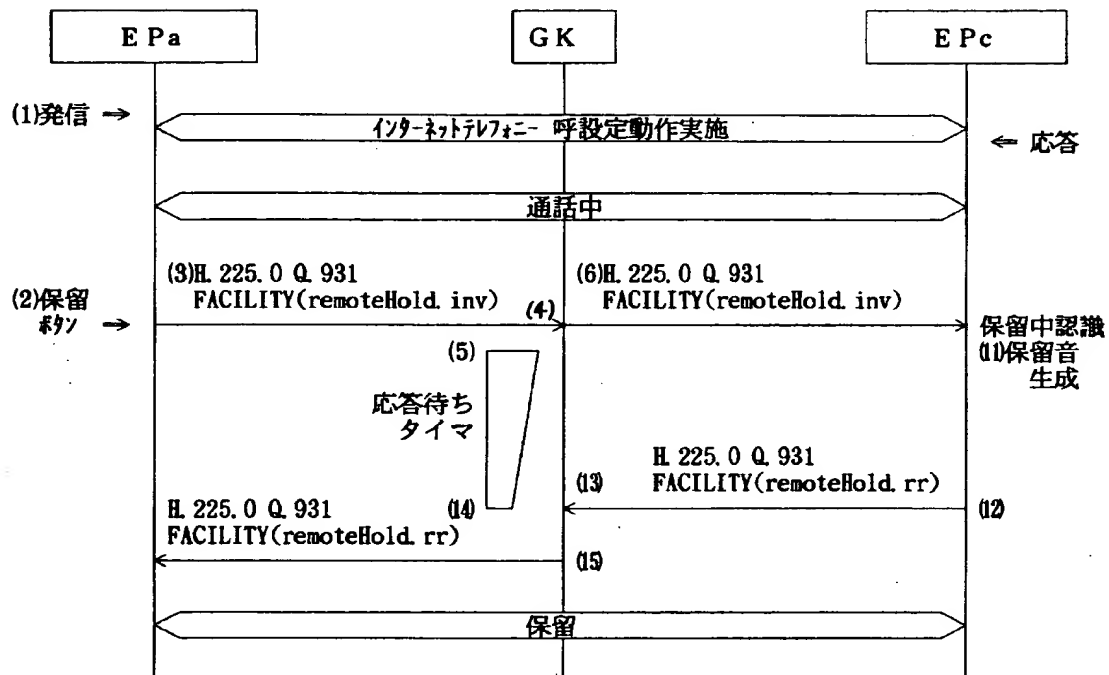 EPa
GK
EPc
(1)発信 →
インターネットテレフォニー 呼設定動作実施
← 応答
通話中
(3)H.225.0 Q.931
FACILITY(remoteHold.inv)
(6)H.225.0 Q.931
FACILITY(remoteHold.inv)
(2)保留
ボタン →
(4)
保留中認識
(11)保留音
生成
(5)
応答待ち
タイマ
H.225.0 Q.931
FACILITY(remoteHold.rr)
(13)
(12)
(14)
H.225.0 Q.931
FACILITY(remoteHold.rr)
(15)
保留